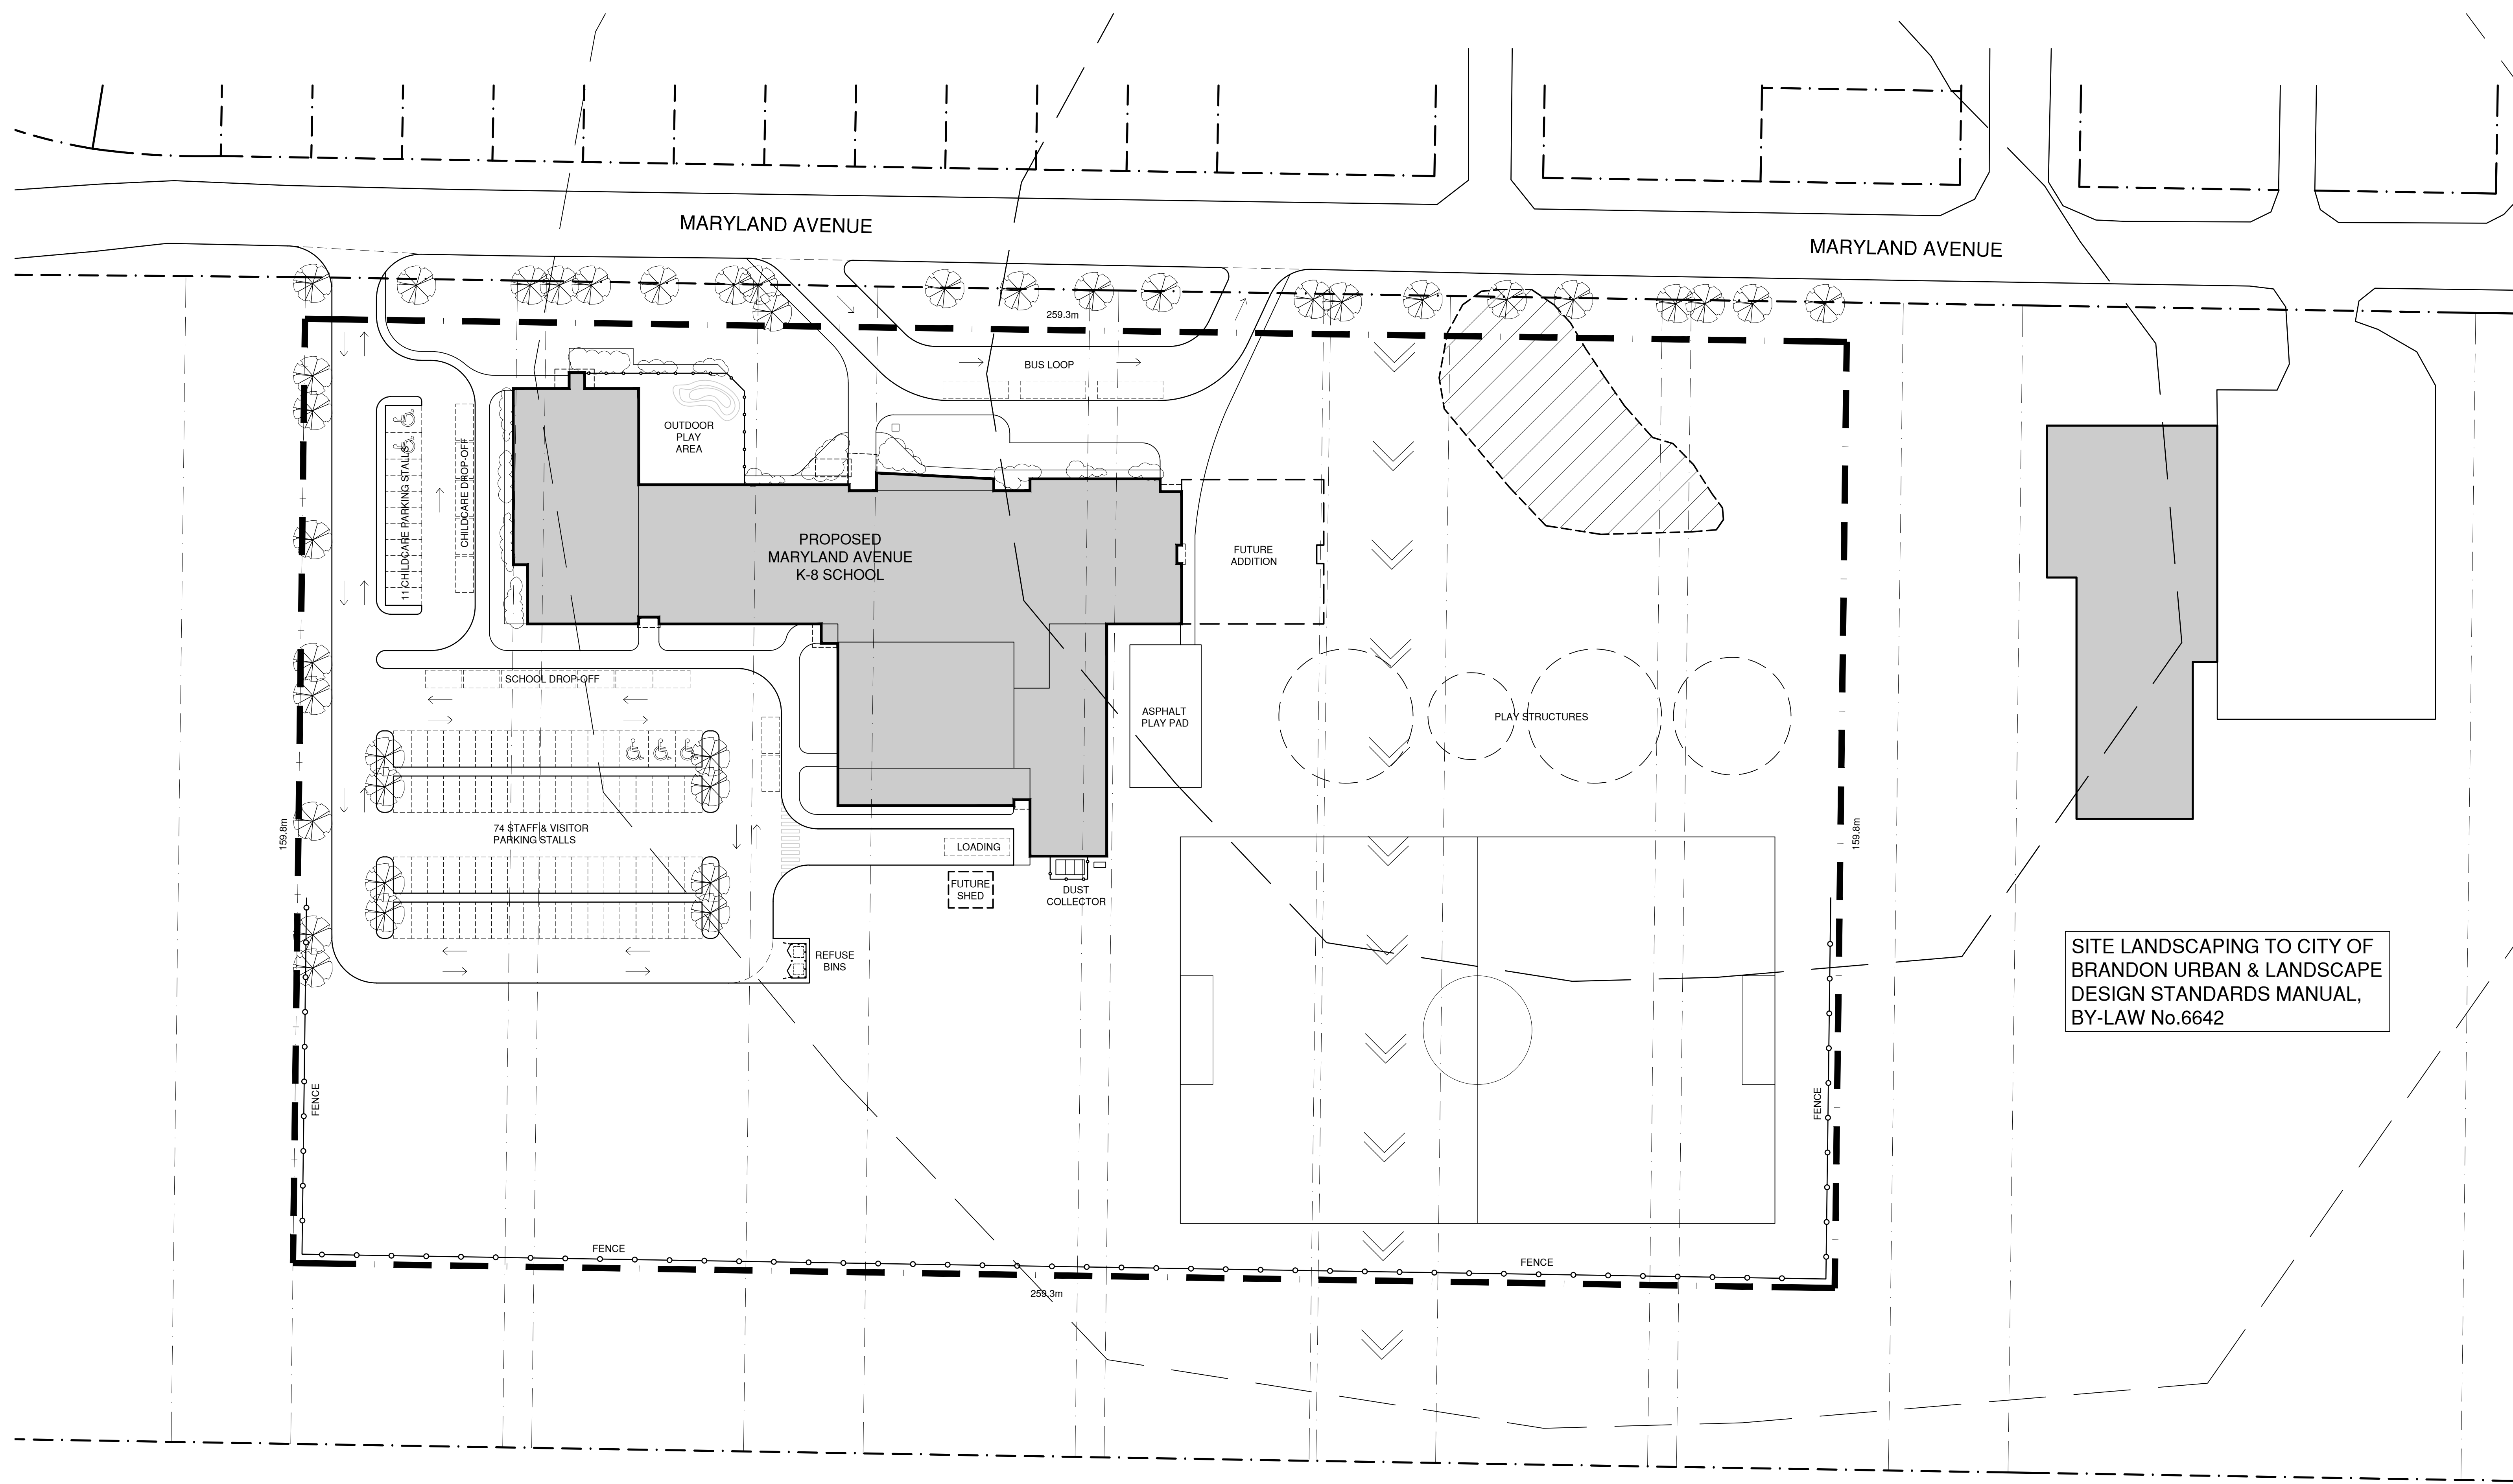 MARYLAND AVENUE
MARYLAND AVENUE
259.3m
BUS LOOP
OUTDOOR
PLAY
AREA
11 CHILDCARE PARKING STALLS
CHILDCARE DROP-OFF
PROPOSED
MARYLAND AVENUE
K-8 SCHOOL
FUTURE
ADDITION
SCHOOL DROP-OFF
ASPHALT
PLAY PAD
PLAY STRUCTURES
159.8m
74 STAFF & VISITOR
PARKING STALLS
LOADING
159.8m
FUTURE
SHED
DUST
COLLECTOR
REFUSE
BINS
SITE LANDSCAPING TO CITY OF
BRANDON URBAN & LANDSCAPE
DESIGN STANDARDS MANUAL,
BY-LAW No.6642
FENCE
FENCE
FENCE
FENCE
259.3m